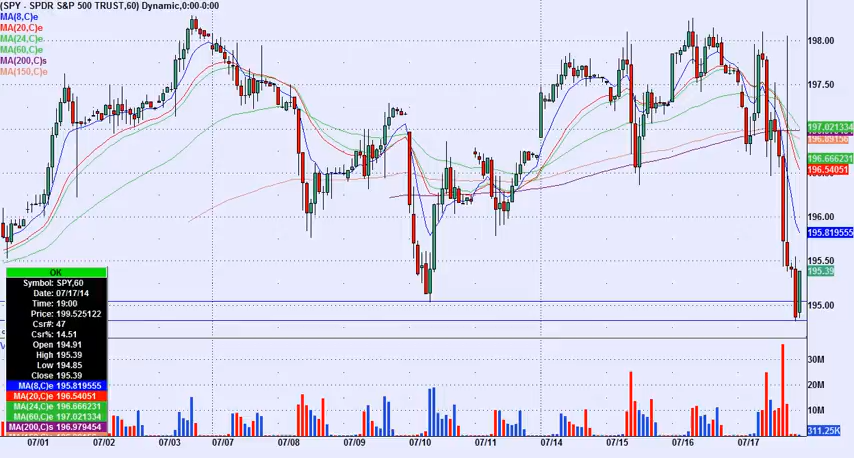 (SPY - SPDR S&P 500 TRUST,60) Dynamic,0:00-0:00
MA(8,C)e
MA(20,C)e
MA(24,C)e
MA(60,C)e
MA(200,C)s
MA(150,C)e
198.00
197.50
197.021334
196.666231
196.54051
196.00
195.819555
195.50
195.39
195.00
OK
Symbol: SPY,60
Date: 07/17/14
Time: 19:00
Price: 199.525122
Csr#: 47
Csr%: 14.51
Open 194.91
High 195.39
Low 194.85
Close 195.39
MA(8,C)e 195.819555
MA(20,C)e 196.54051
MA(24,C)e 196.666231
MA(60,C)e 197.021334
MA(200,C)s 196.979454
30M
20M
10M
311.25K
07/01 07/02 07/03 07/07 07/08 07/09 07/10 07/11 07/14 07/15 07/16 07/17